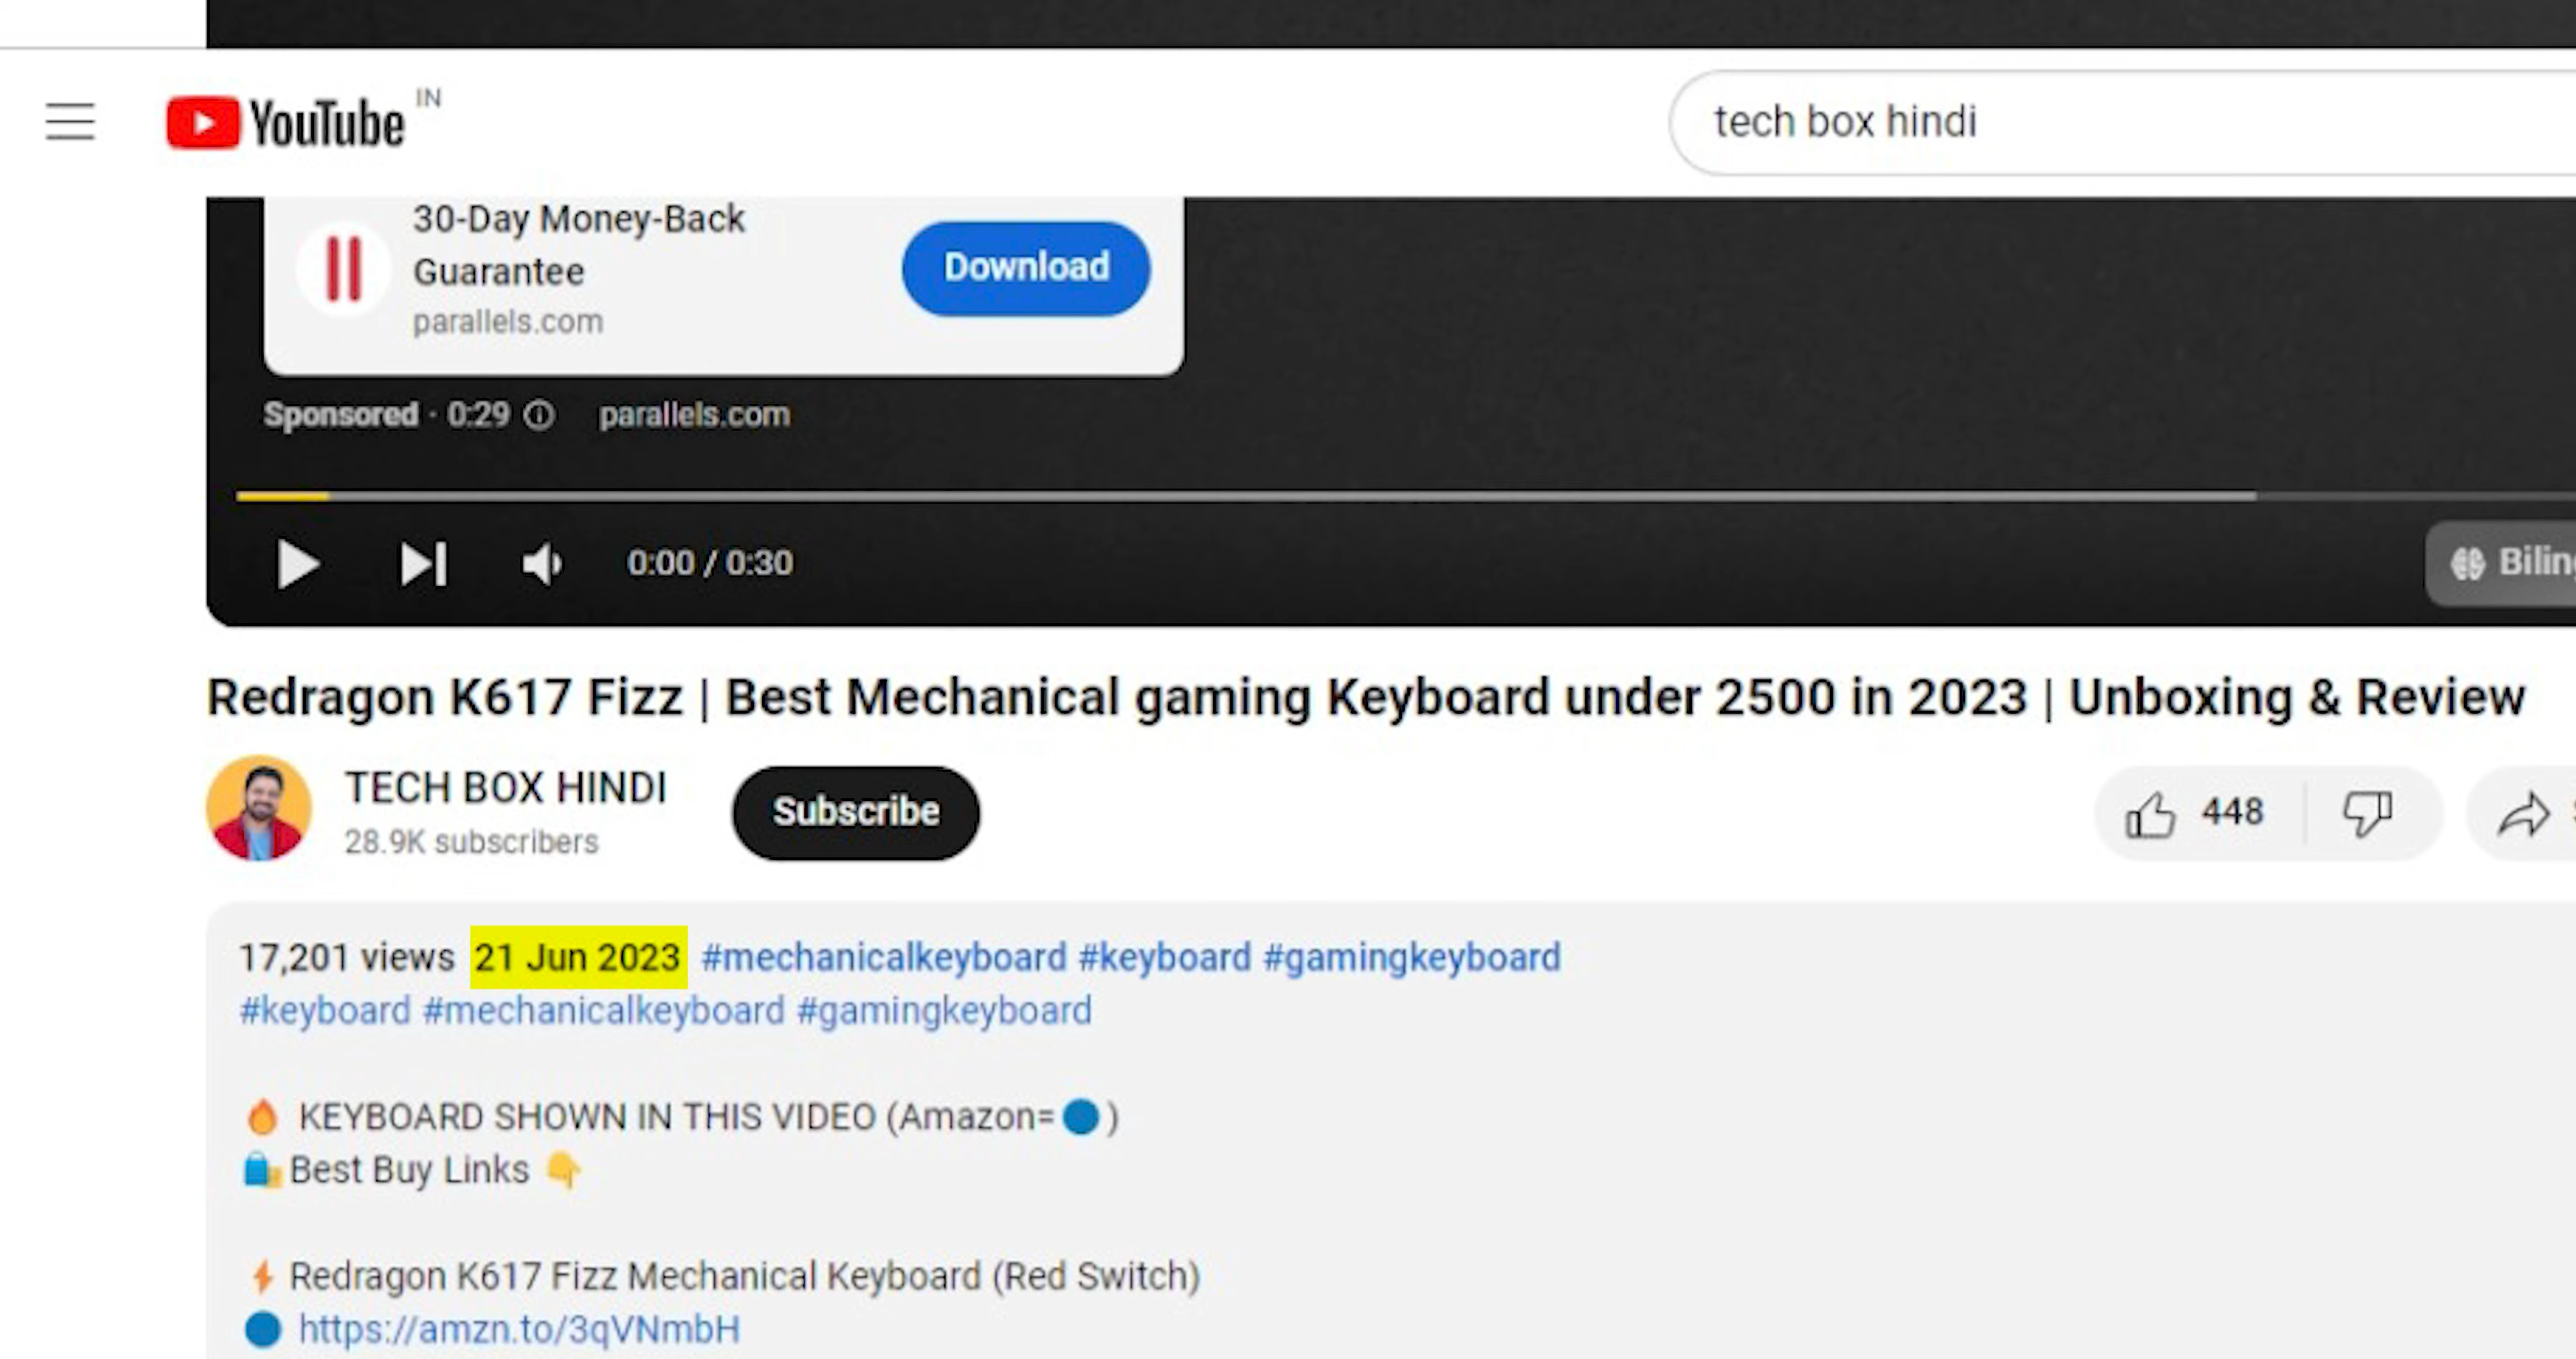 YouTube IN
tech box hindi
30-Day Money-Back
Guarantee
parallels.com
Download
Sponsored · 0:29 parallels.com
0:00 / 0:30
Redragon K617 Fizz | Best Mechanical gaming Keyboard under 2500 in 2023 | Unboxing & Review
TECH BOX HINDI
28.9K subscribers
Subscribe
448
17,201 views 21 Jun 2023 #mechanicalkeyboard #keyboard #gamingkeyboard
#keyboard #mechanicalkeyboard #gamingkeyboard
🔥 KEYBOARD SHOWN IN THIS VIDEO (Amazon=🔵)
🛍️ Best Buy Links 👇
⚡ Redragon K617 Fizz Mechanical Keyboard (Red Switch)
🔵 https://amzn.to/3qVNmbH